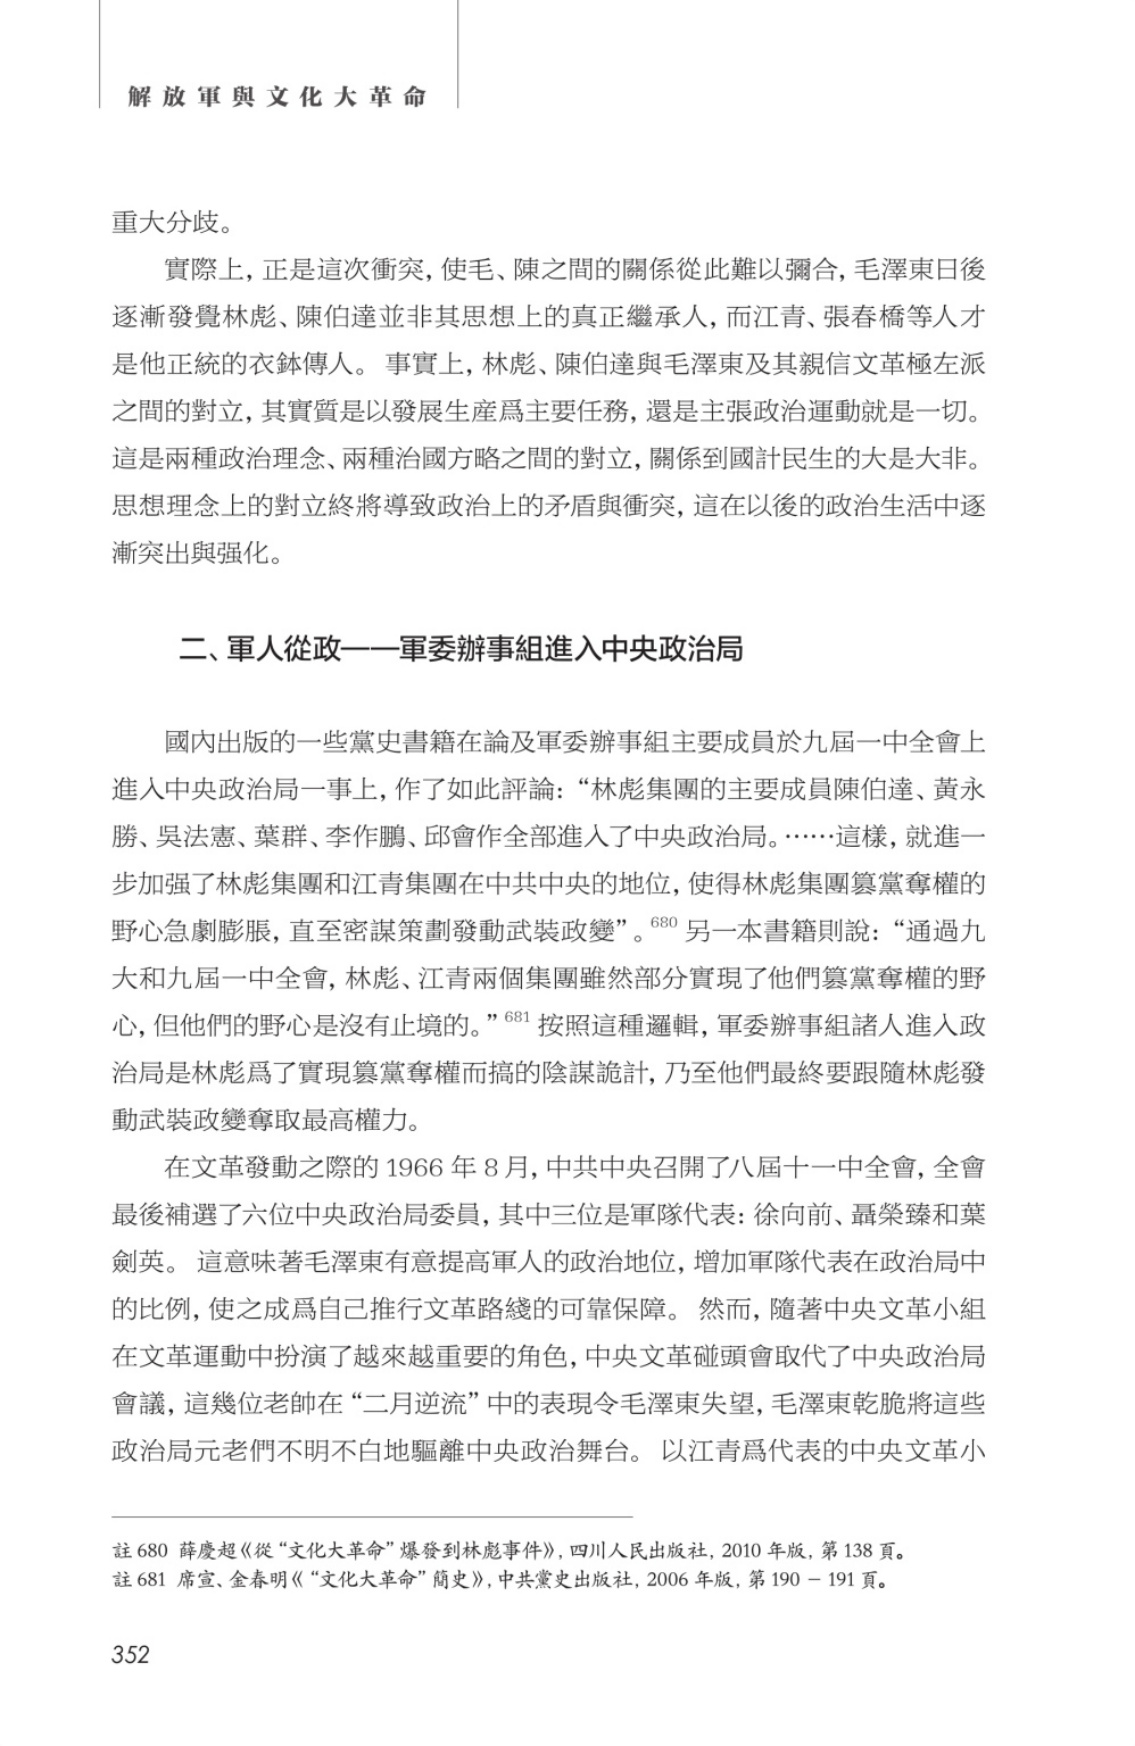 解放軍與文化大革命
重大分歧。
實際上，正是這次衝突，使毛、陳之間的關係從此難以彌合，毛澤東日後
逐漸發覺林彪、陳伯達並非其思想上的真正繼承人，而江青、張春橋等人才
是他正統的衣鉢傳人。 事實上，林彪、陳伯達與毛澤東及其親信文革極左派
之間的對立，其實質是以發展生産爲主要任務，還是主張政治運動就是一切。
這是兩種政治理念、兩種治國方略之間的對立，關係到國計民生的大是大非。
思想理念上的對立終將導致政治上的矛盾與衝突，這在以後的政治生活中逐
漸突出與强化。
二、軍人從政——軍委辦事組進入中央政治局
國內出版的一些黨史書籍在論及軍委辦事組主要成員於九屆一中全會上
進入中央政治局一事上，作了如此評論：“林彪集團的主要成員陳伯達、黃永
勝、吳法憲、葉群、李作鵬、邱會作全部進入了中央政治局。……這樣，就進一
步加强了林彪集團和江青集團在中共中央的地位，使得林彪集團篡黨奪權的
野心急劇膨脹，直至密謀策劃發動武裝政變”。680 另一本書籍則說：“通過九
大和九屆一中全會，林彪、江青兩個集團雖然部分實現了他們篡黨奪權的野
心，但他們的野心是沒有止境的。”681 按照這種邏輯，軍委辦事組諸人進入政
治局是林彪爲了實現篡黨奪權而搞的陰謀詭計，乃至他們最終要跟隨林彪發
動武裝政變奪取最高權力。
在文革發動之際的 1966 年 8 月，中共中央召開了八屆十一中全會，全會
最後補選了六位中央政治局委員，其中三位是軍隊代表：徐向前、聶榮臻和葉
劍英。 這意味著毛澤東有意提高軍人的政治地位，增加軍隊代表在政治局中
的比例，使之成爲自己推行文革路綫的可靠保障。 然而，隨著中央文革小組
在文革運動中扮演了越來越重要的角色，中央文革碰頭會取代了中央政治局
會議，這幾位老帥在“二月逆流”中的表現令毛澤東失望，毛澤東乾脆將這些
政治局元老們不明不白地驅離中央政治舞台。 以江青爲代表的中央文革小
註 680 薛慶超《從“文化大革命”爆發到林彪事件》，四川人民出版社，2010 年版，第 138 頁。
註 681 席宣、金春明《“文化大革命”簡史》，中共黨史出版社，2006 年版，第 190 － 191 頁。
352